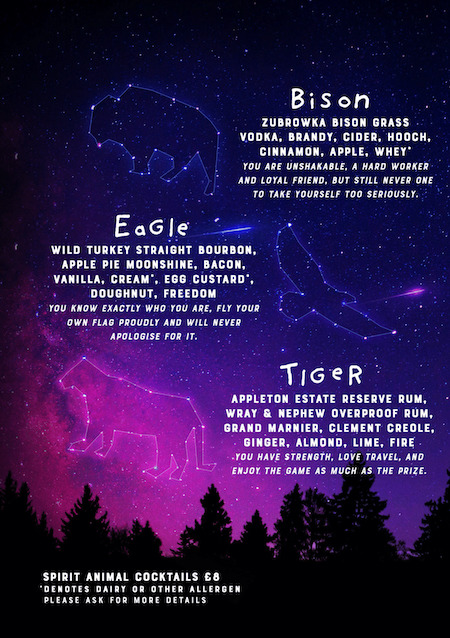 Bison
ZUBROWKA BISON GRASS
VODKA, BRANDY, CIDER, HOOCH,
CINNAMON, APPLE, WHEY*
YOU ARE UNSHAKABLE, A HARD WORKER
AND LOYAL FRIEND, BUT STILL NEVER ONE
TO TAKE YOURSELF TOO SERIOUSLY.
EaGle
WILD TURKEY STRAIGHT BOURBON,
APPLE PIE MOONSHINE, BACON,
VANILLA, CREAM*, EGG CUSTARD*,
DOUGHNUT, FREEDOM
YOU KNOW EXACTLY WHO YOU ARE, FLY YOUR
OWN FLAG PROUDLY AND WILL NEVER
APOLOGISE FOR IT.
TIGeR
APPLETON ESTATE RESERVE RUM,
WRAY & NEPHEW OVERPROOF RUM,
GRAND MARNIER, CLEMENT CREOLE,
GINGER, ALMOND, LIME, FIRE
YOU HAVE STRENGTH, LOVE TRAVEL, AND
ENJOY THE GAME AS MUCH AS THE PRIZE.
SPIRIT ANIMAL COCKTAILS £8
*DENOTES DAIRY OR OTHER ALLERGEN
PLEASE ASK FOR MORE DETAILS